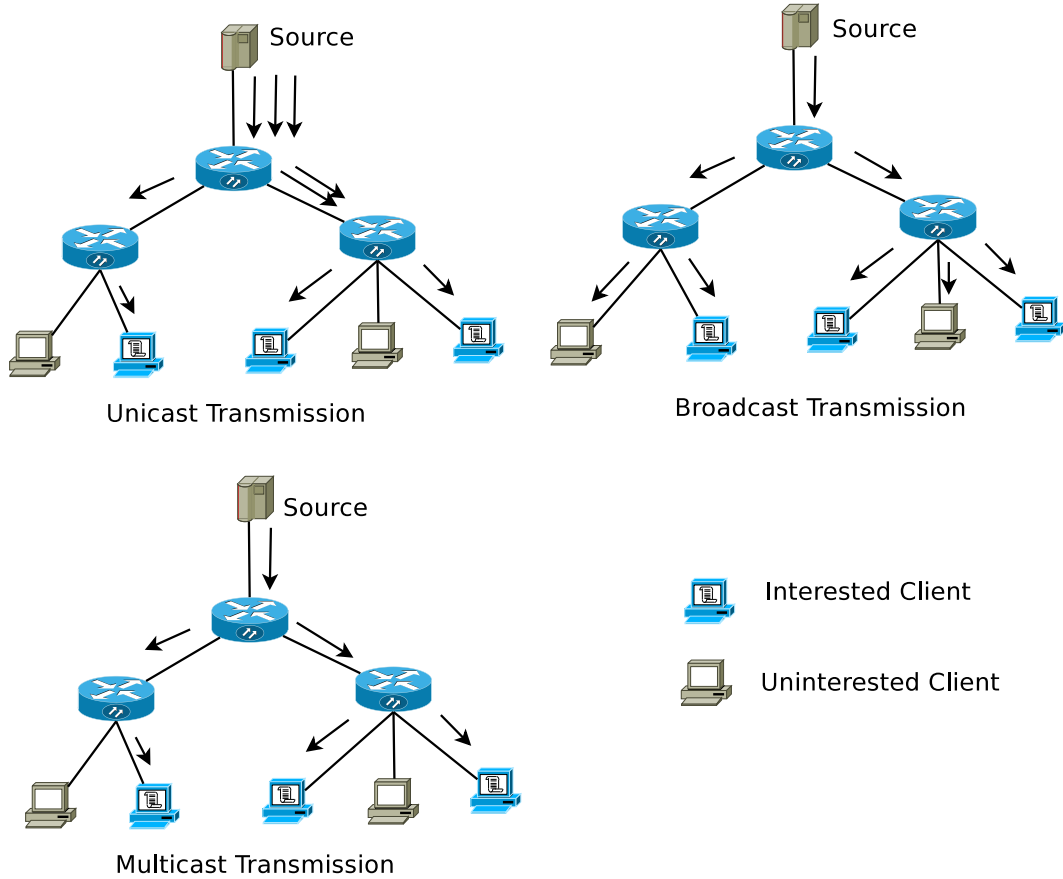 Source
Source
Unicast Transmission
Broadcast Transmission
Source
Interested Client
Uninterested Client
Multicast Transmission